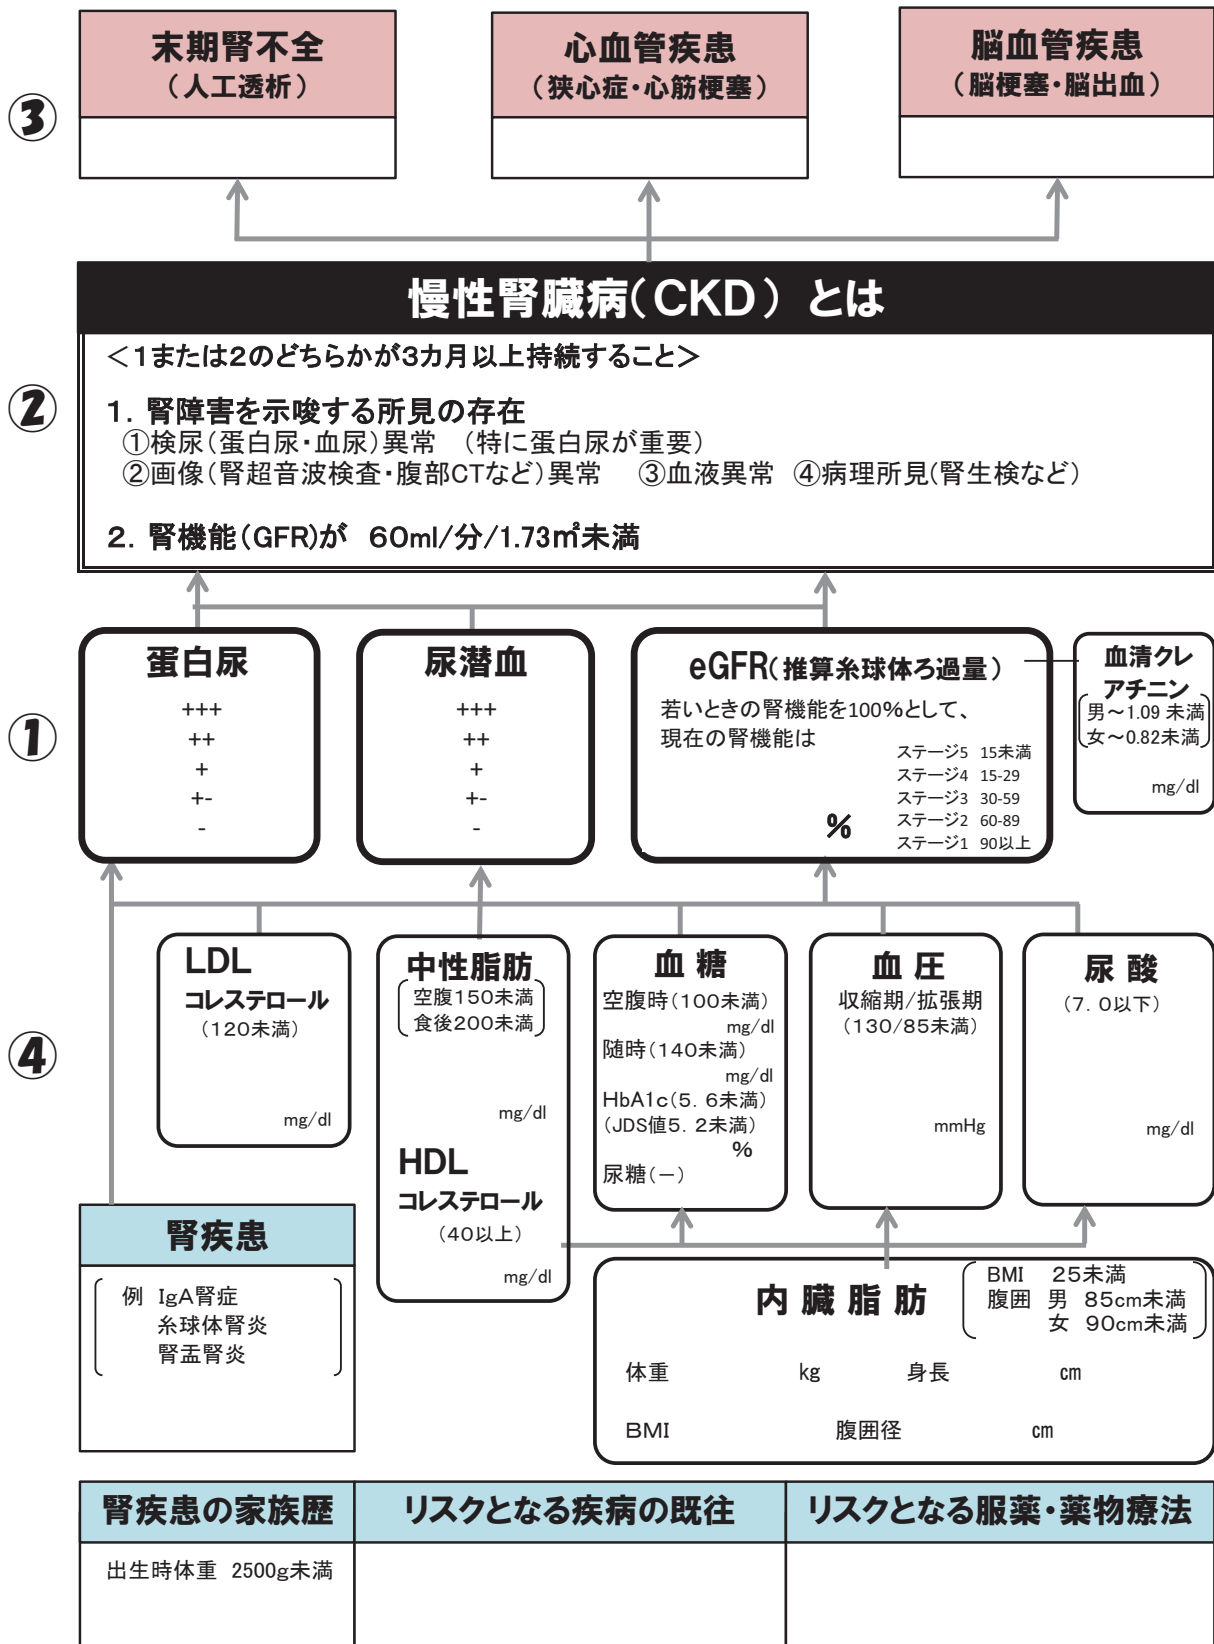 ③
末期腎不全
（人工透析）
心血管疾患
（狭心症・心筋梗塞）
脳血管疾患
（脳梗塞・脳出血）
②
慢性腎臓病（CKD）とは
＜1または2のどちらかが3カ月以上持続すること＞
1．腎障害を示唆する所見の存在
①検尿（蛋白尿・血尿）異常　（特に蛋白尿が重要）
②画像（腎超音波検査・腹部CTなど）異常　③血液異常　④病理所見(腎生検など）
2．腎機能（GFR)が　60ml/分/1.73㎡未満
①
蛋白尿
+++
++
+
+-
-
尿潜血
+++
++
+
+-
-
eGFR（推算糸球体ろ過量）
若いときの腎機能を100%として、
現在の腎機能は
%
ステージ5 15未満
ステージ4 15-29
ステージ3 30-59
ステージ2 60-89
ステージ1 90以上
血清クレ
アチニン
男～1.09 未満
女～0.82未満
mg/dl
④
LDL
コレステロール
（120未満）
mg/dl
中性脂肪
空腹150未満
食後200未満
mg/dl
HDL
コレステロール
（40以上）
mg/dl
血 糖
空腹時（100未満）
mg/dl
随時（140未満）
mg/dl
HbA1c（5．6未満）
(JDS値5．2未満）
%
尿糖（－）
血 圧
収縮期/拡張期
（130/85未満）
mmHg
尿 酸
（7．0以下）
mg/dl
腎疾患
例 IgA腎症
糸球体腎炎
腎盂腎炎
内 臓 脂 肪
BMI　25未満
腹囲　男　85cm未満
女　90cm未満
体重　kg　身長　cm
BMI　腹囲径　cm
腎疾患の家族歴
リスクとなる疾病の既往
リスクとなる服薬・薬物療法
出生時体重 2500g未満